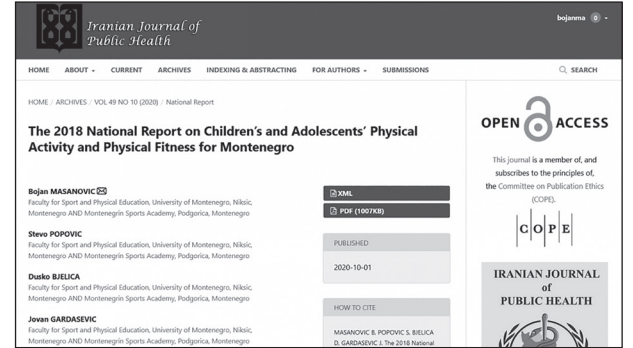 Iranian Journal of
Public Health
bojanma 0
HOME ABOUT CURRENT ARCHIVES INDEXING & ABSTRACTING FOR AUTHORS SUBMISSIONS SEARCH
HOME / ARCHIVES / VOL 49 NO 10 (2020) / National Report
The 2018 National Report on Children's and Adolescents' Physical
Activity and Physical Fitness for Montenegro
Bojan MASANOVIC
Faculty for Sport and Physical Education, University of Montenegro, Niksic,
Montenegro AND Montenegrin Sports Academy, Podgorica, Montenegro
Stevo POPOVIC
Faculty for Sport and Physical Education, University of Montenegro, Niksic,
Montenegro AND Montenegrin Sports Academy, Podgorica, Montenegro
Dusko BJELICA
Faculty for Sport and Physical Education, University of Montenegro, Niksic,
Montenegro AND Montenegrin Sports Academy, Podgorica, Montenegro
Jovan GARDASEVIC
Faculty for Sport and Physical Education, University of Montenegro, Niksic,
Montenegro AND Montenegrin Sports Academy, Podgorica, Montenegro
XML
PDF (1007KB)
PUBLISHED
2020-10-01
HOW TO CITE
MASANOVIC B, POPOVIC S, BJELICA
D, GARDASEVIC J. The 2018 National
OPEN ACCESS
This journal is a member of, and
subscribes to the principles of,
the Committee on Publication Ethics
(COPE).
C O P E
IRANIAN JOURNAL
of
PUBLIC HEALTH